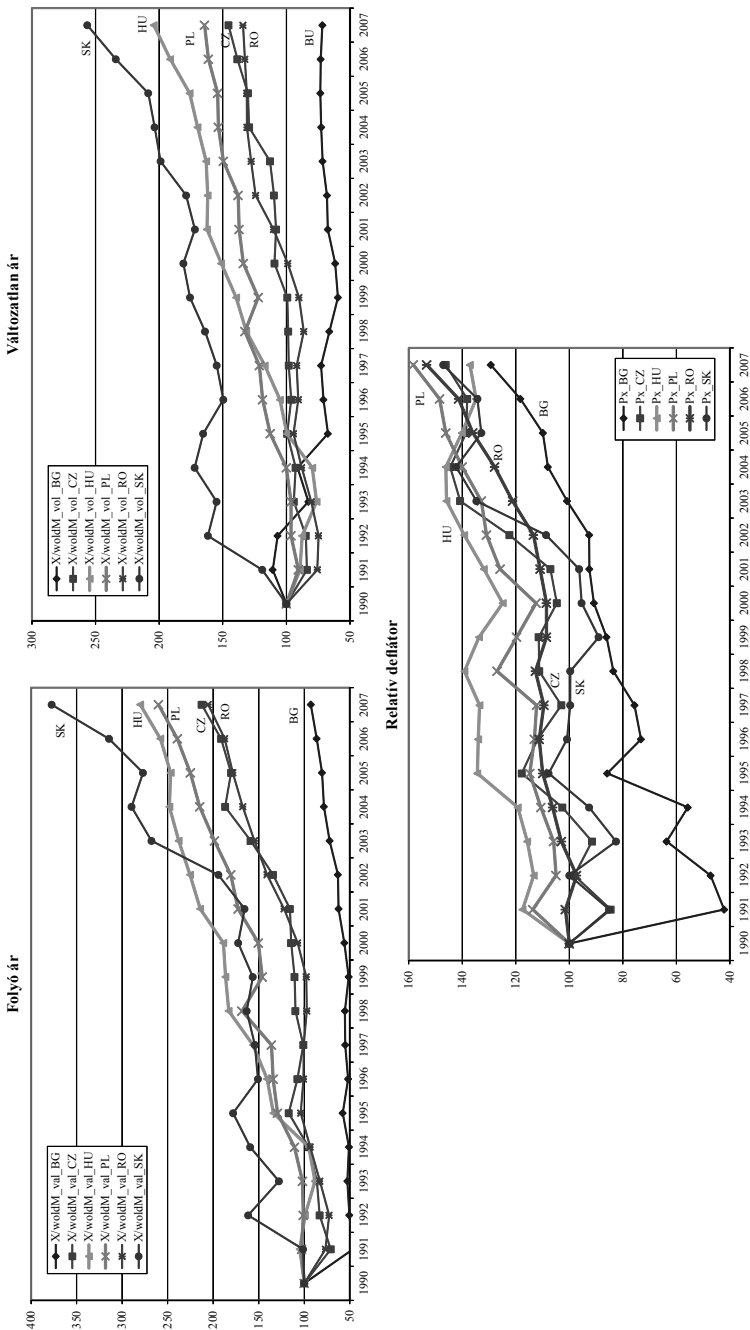 Folyó ár
400
350
300
250
200
150
100
50
X/woldM_val_BG
X/woldM_val_CZ
X/woldM_val_HU
X/woldM_val_PL
X/woldM_val_RO
X/woldM_val_SK
SK
HU
PL
CZ
RO
BG
1990
1991
1992
1993
1994
1995
1996
1997
1998
1999
2000
2001
2002
2003
2004
2005
2006
2007
Változatlan ár
300
250
200
150
100
50
X/woldM_vol_BG
X/woldM_vol_CZ
X/woldM_vol_HU
X/woldM_vol_PL
X/woldM_vol_RO
X/woldM_vol_SK
SK
HU
PL
CZ
RO
BU
1990
1991
1992
1993
1994
1995
1996
1997
1998
1999
2000
2001
2002
2003
2004
2005
2006
2007
Relatív deflátor
160
140
120
100
80
60
40
HU
PL
RO
CZ
SK
BG
Px_BG
Px_CZ
Px_HU
Px_PL
Px_RO
Px_SK
1990
1991
1992
1993
1994
1995
1996
1997
1998
1999
2000
2001
2002
2003
2004
2005
2006
2007